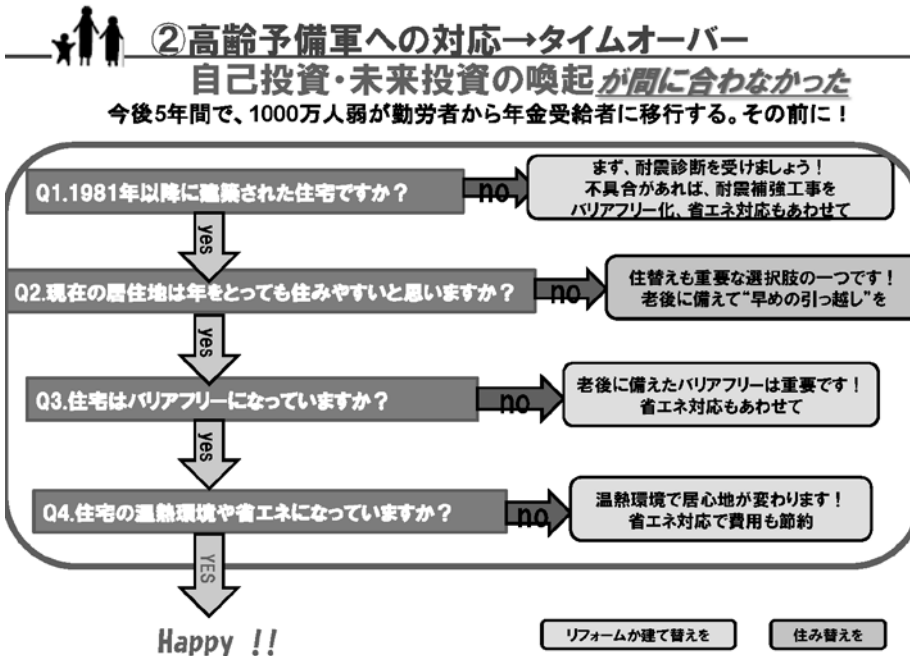 ②高齢予備軍への対応→タイムオーバー
自己投資・未来投資の喚起が間に合わなかった
今後5年間で、1000万人弱が勤労者から年金受給者に移行する。その前に！
Q1.1981年以降に建築された住宅ですか？
no
まず、耐震診断を受けましょう！
不具合があれば、耐震補強工事を
バリアフリー化、省エネ対応もあわせて
yes
Q2.現在の居住地は年をとっても住みやすいと思いますか？
no
住替えも重要な選択肢の一つです！
老後に備えて“早めの引っ越し”を
yes
Q3.住宅はバリアフリーになっていますか？
no
老後に備えたバリアフリーは重要です！
省エネ対応もあわせて
yes
Q4.住宅の温熱環境や省エネになっていますか？
no
温熱環境で居心地が変わります！
省エネ対応で費用も節約
YES
Happy !!
リフォームか建て替えを
住み替えを